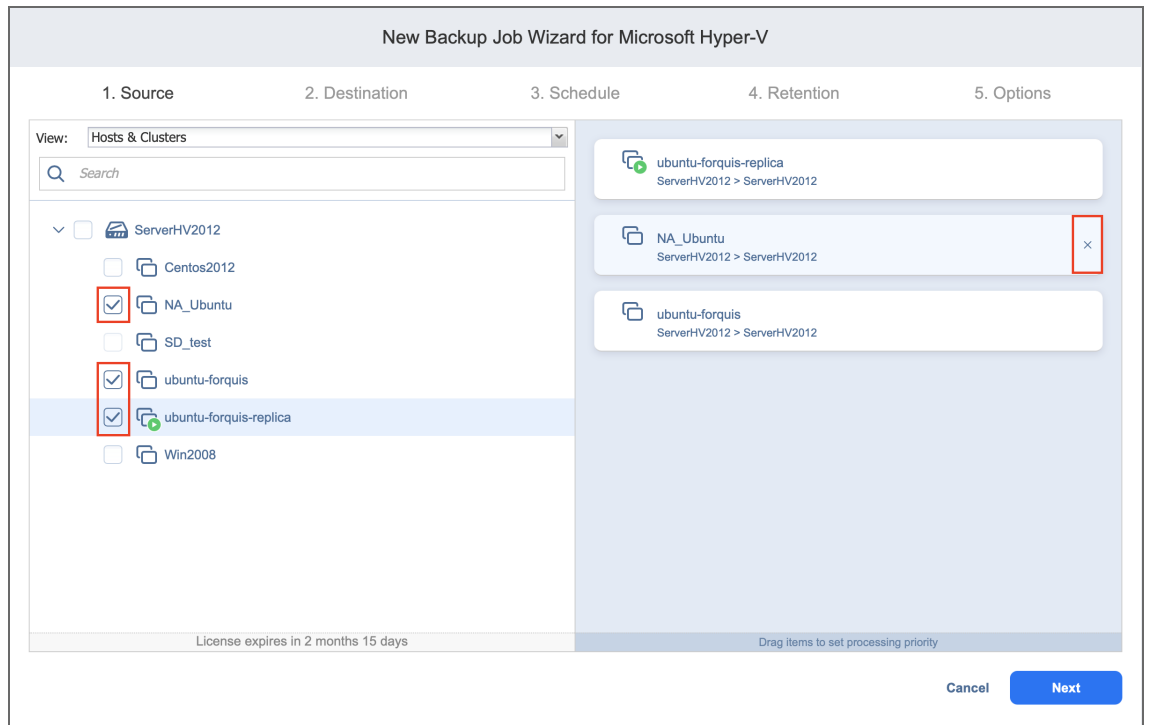 New Backup Job Wizard for Microsoft Hyper-V
1. Source
2. Destination
3. Schedule
4. Retention
5. Options
View:
Hosts & Clusters
Search
ServerHV2012
Centos2012
NA_Ubuntu
SD_test
ubuntu-forquis
ubuntu-forquis-replica
Win2008
License expires in 2 months 15 days
ubuntu-forquis-replica
ServerHV2012 > ServerHV2012
NA_Ubuntu
ServerHV2012 > ServerHV2012
ubuntu-forquis
ServerHV2012 > ServerHV2012
Drag items to set processing priority
Cancel
Next